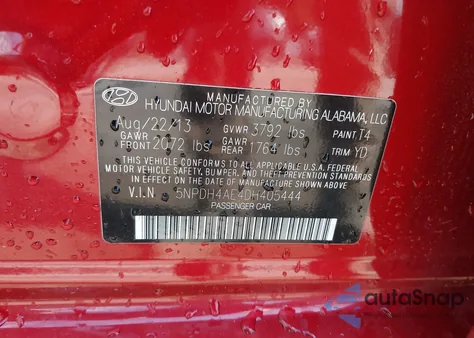 MANUFACTURED BY
HYUNDAI MOTOR MANUFACTURING ALABAMA, LLC
Aug/22/13 GVWR 3792 lbs PAINT T4
GAWR FRONT 2072 lbs GAWR REAR 1764 lbs TRIM YD
THIS VEHICLE CONFORMS TO ALL APPLICABLE U.S.A. FEDERAL
MOTOR VEHICLE SAFETY, BUMPER, AND THEFT PREVENTION
STANDARDS IN EFFECT ON THE DATE OF MANUFACTURE SHOWN ABOVE.
V.I.N 5NPDH4AE4DH405444
PASSENGER CAR
autoSnap